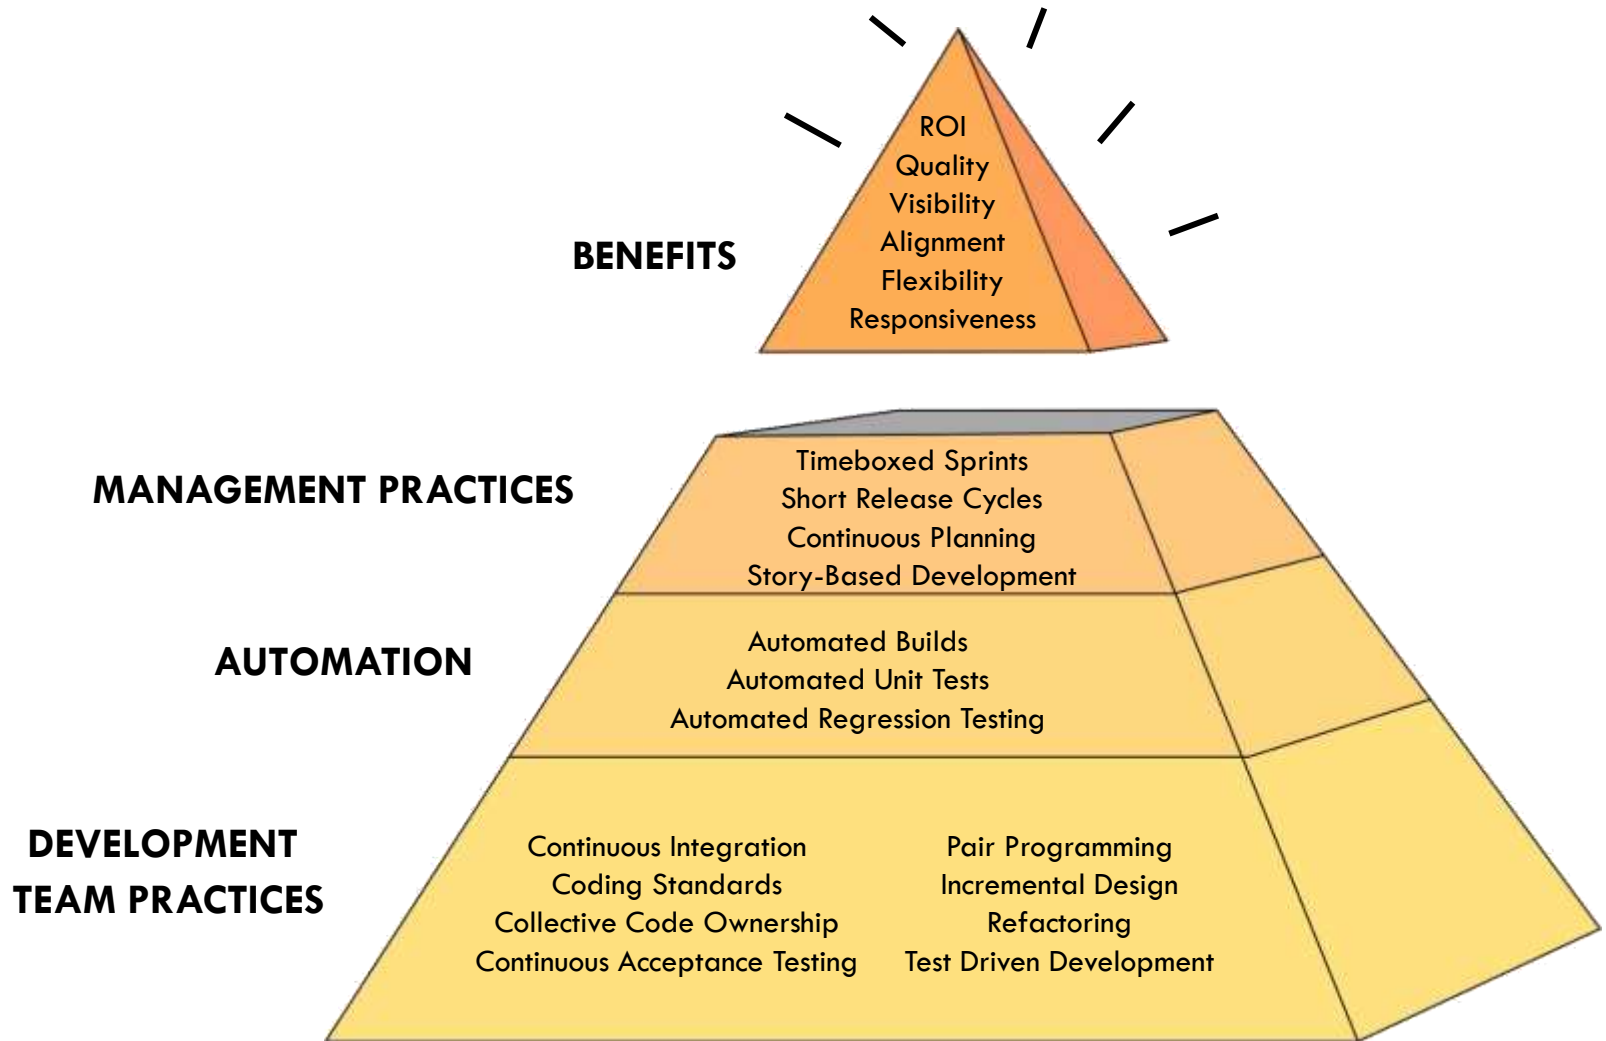 ROI
Quality
Visibility
Alignment
Flexibility
Responsiveness
BENEFITS
MANAGEMENT PRACTICES
Timeboxed Sprints
Short Release Cycles
Continuous Planning
Story-Based Development
AUTOMATION
Automated Builds
Automated Unit Tests
Automated Regression Testing
DEVELOPMENT
TEAM PRACTICES
Continuous Integration
Coding Standards
Collective Code Ownership
Continuous Acceptance Testing
Pair Programming
Incremental Design
Refactoring
Test Driven Development